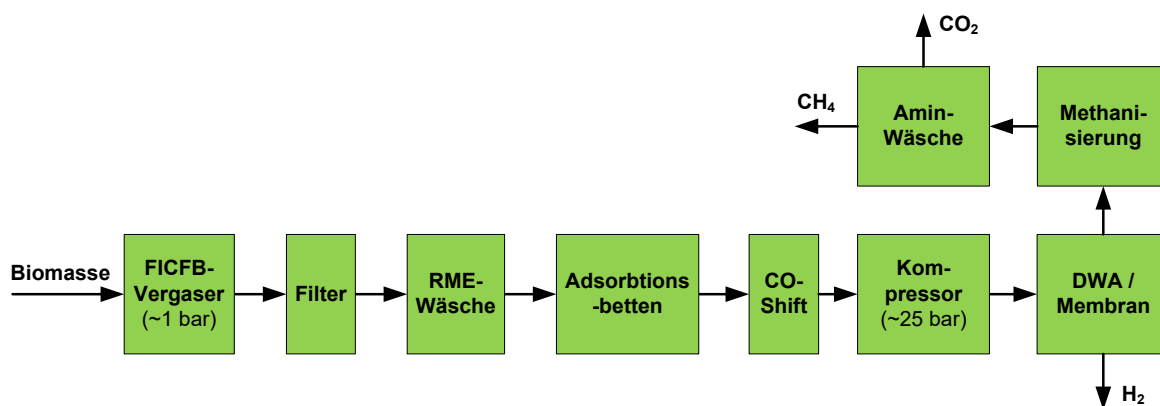 CO₂
CH₄
Amin-
Wäsche
Methani-
sierung
Biomasse
FICFB-
Vergaser
(~1 bar)
Filter
RME-
Wäsche
Adsorbtions
-betten
CO-
Shift
Kom-
pressor
(~25 bar)
DWA /
Membran
H₂